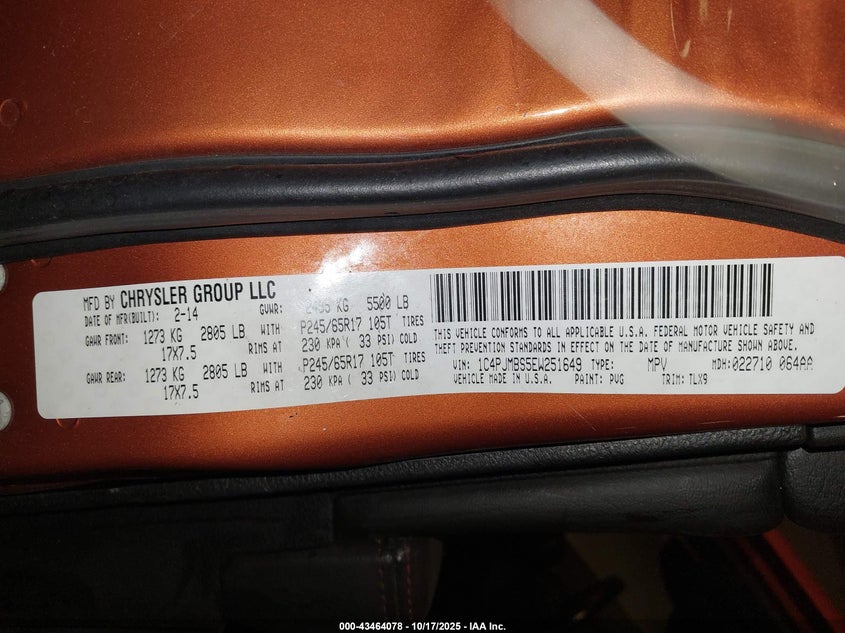 MFD BY CHRYSLER GROUP LLC
DATE OF MFR(BUILT): 2-14 GVWR: 2495 KG 5500 LB
GAWR FRONT: 1273 KG 2805 LB WITH P245/65R17 105T TIRES
17X7.5 RIMS AT 230 KPA ( 33 PSI) COLD
GAWR REAR: 1273 KG 2805 LB WITH P245/65R17 105T TIRES
17X7.5 RIMS AT 230 KPA ( 33 PSI) COLD
THIS VEHICLE CONFORMS TO ALL APPLICABLE U.S.A. FEDERAL MOTOR VEHICLE SAFETY AND
THEFT PREVENTION STANDARDS IN EFFECT ON THE DATE OF MANUFACTURE SHOWN ABOVE.
VIN: 1C4PJMBS5EW251649 TYPE: MPV MDH:022710 064AA
VEHICLE MADE IN U.S.A. PAINT: PVG TRIM: TLX9
000-43464078 - 10/17/2025 - IAA Inc.